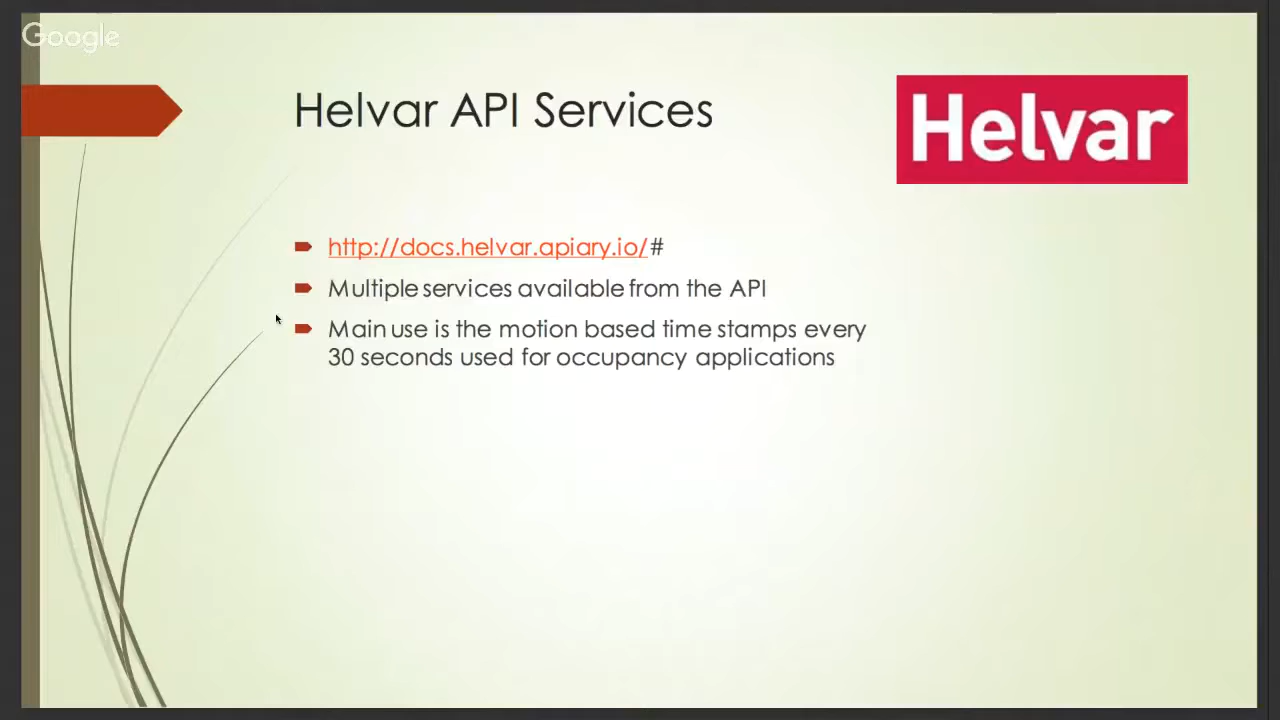 Google
Helvar API Services
Helvar
http://docs.helvar.apiary.io/#
Multiple services available from the API
Main use is the motion based time stamps every
30 seconds used for occupancy applications